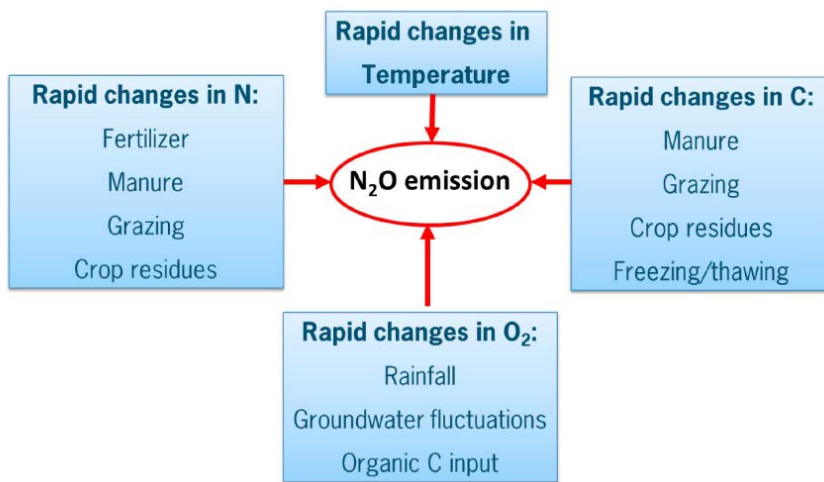 Rapid changes in
Temperature
Rapid changes in N:
Fertilizer
Manure
Grazing
Crop residues
N₂O emission
Rapid changes in C:
Manure
Grazing
Crop residues
Freezing/thawing
Rapid changes in O₂:
Rainfall
Groundwater fluctuations
Organic C input